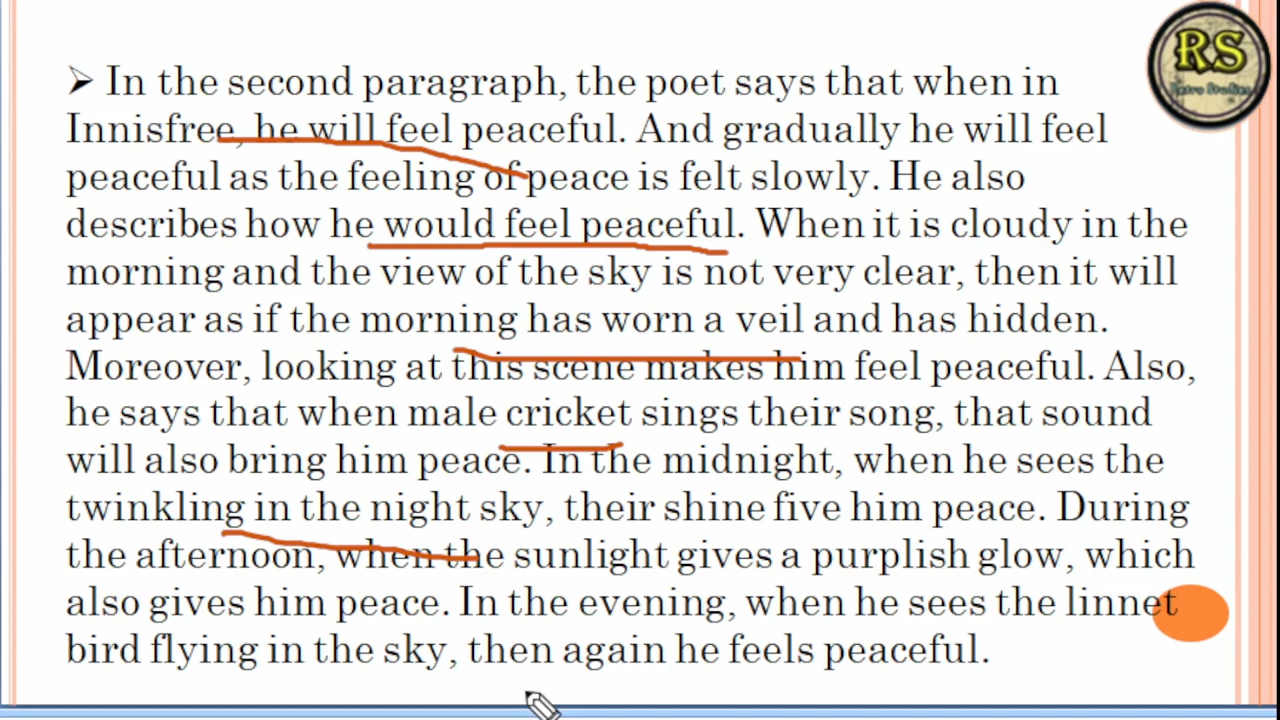 RS
Retro Studies
➢ In the second paragraph, the poet says that when in
Innisfree, he will feel peaceful. And gradually he will feel
peaceful as the feeling of peace is felt slowly. He also
describes how he would feel peaceful. When it is cloudy in the
morning and the view of the sky is not very clear, then it will
appear as if the morning has worn a veil and has hidden.
Moreover, looking at this scene makes him feel peaceful. Also,
he says that when male cricket sings their song, that sound
will also bring him peace. In the midnight, when he sees the
twinkling in the night sky, their shine five him peace. During
the afternoon, when the sunlight gives a purplish glow, which
also gives him peace. In the evening, when he sees the linnet
bird flying in the sky, then again he feels peaceful.